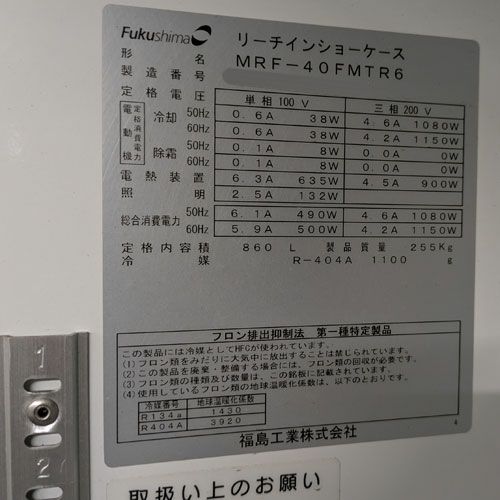 Fukushima リーチインショーケース
形名 MRF-40FMTR6
製造番号
定格電圧 単相 100 V 三相 200 V
電動機 定格消費電力 冷却 50Hz 0.6A 38W 4.6A 1080W
60Hz 0.6A 38W 4.2A 1150W
除霜 50Hz 0.1A 8W 0.0A 0W
60Hz 0.1A 8W 0.0A 0W
電熱装置 6.3A 635W 4.5A 900W
照明 2.5A 132W
総合消費電力 50Hz 6.1A 490W 4.6A 1080W
60Hz 5.9A 500W 4.2A 1150W
定格内容積 860 L 製品質量 255Kg
冷媒 R-404A 1100 g
フロン排出抑制法 第一種特定製品
この製品には冷媒としてHFCが使われています。
(1)フロン類をみだりに大気中に放出することは禁じられています。
(2)この製品を廃棄・整備する場合には、フロン類の回収が必要です。
(3)フロン類の種類及び数量は、この銘板に記載されています。
(4)使用しているフロン類の地球温暖化係数は、以下のとおりです。
冷媒番号 地球温暖化係数
R134a 1430
R404A 3920
福島工業株式会社
4
1
2
取扱い上のお願い